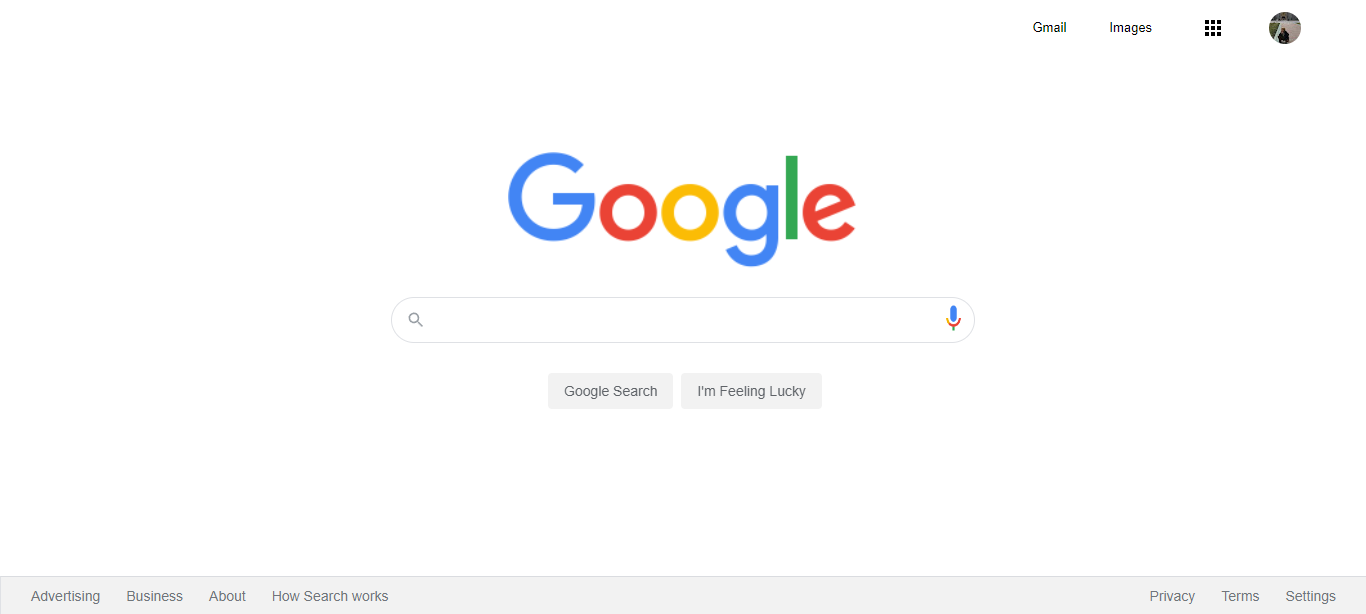 Gmail Images
Google
Google Search I'm Feeling Lucky
Advertising Business About How Search works Privacy Terms Settings